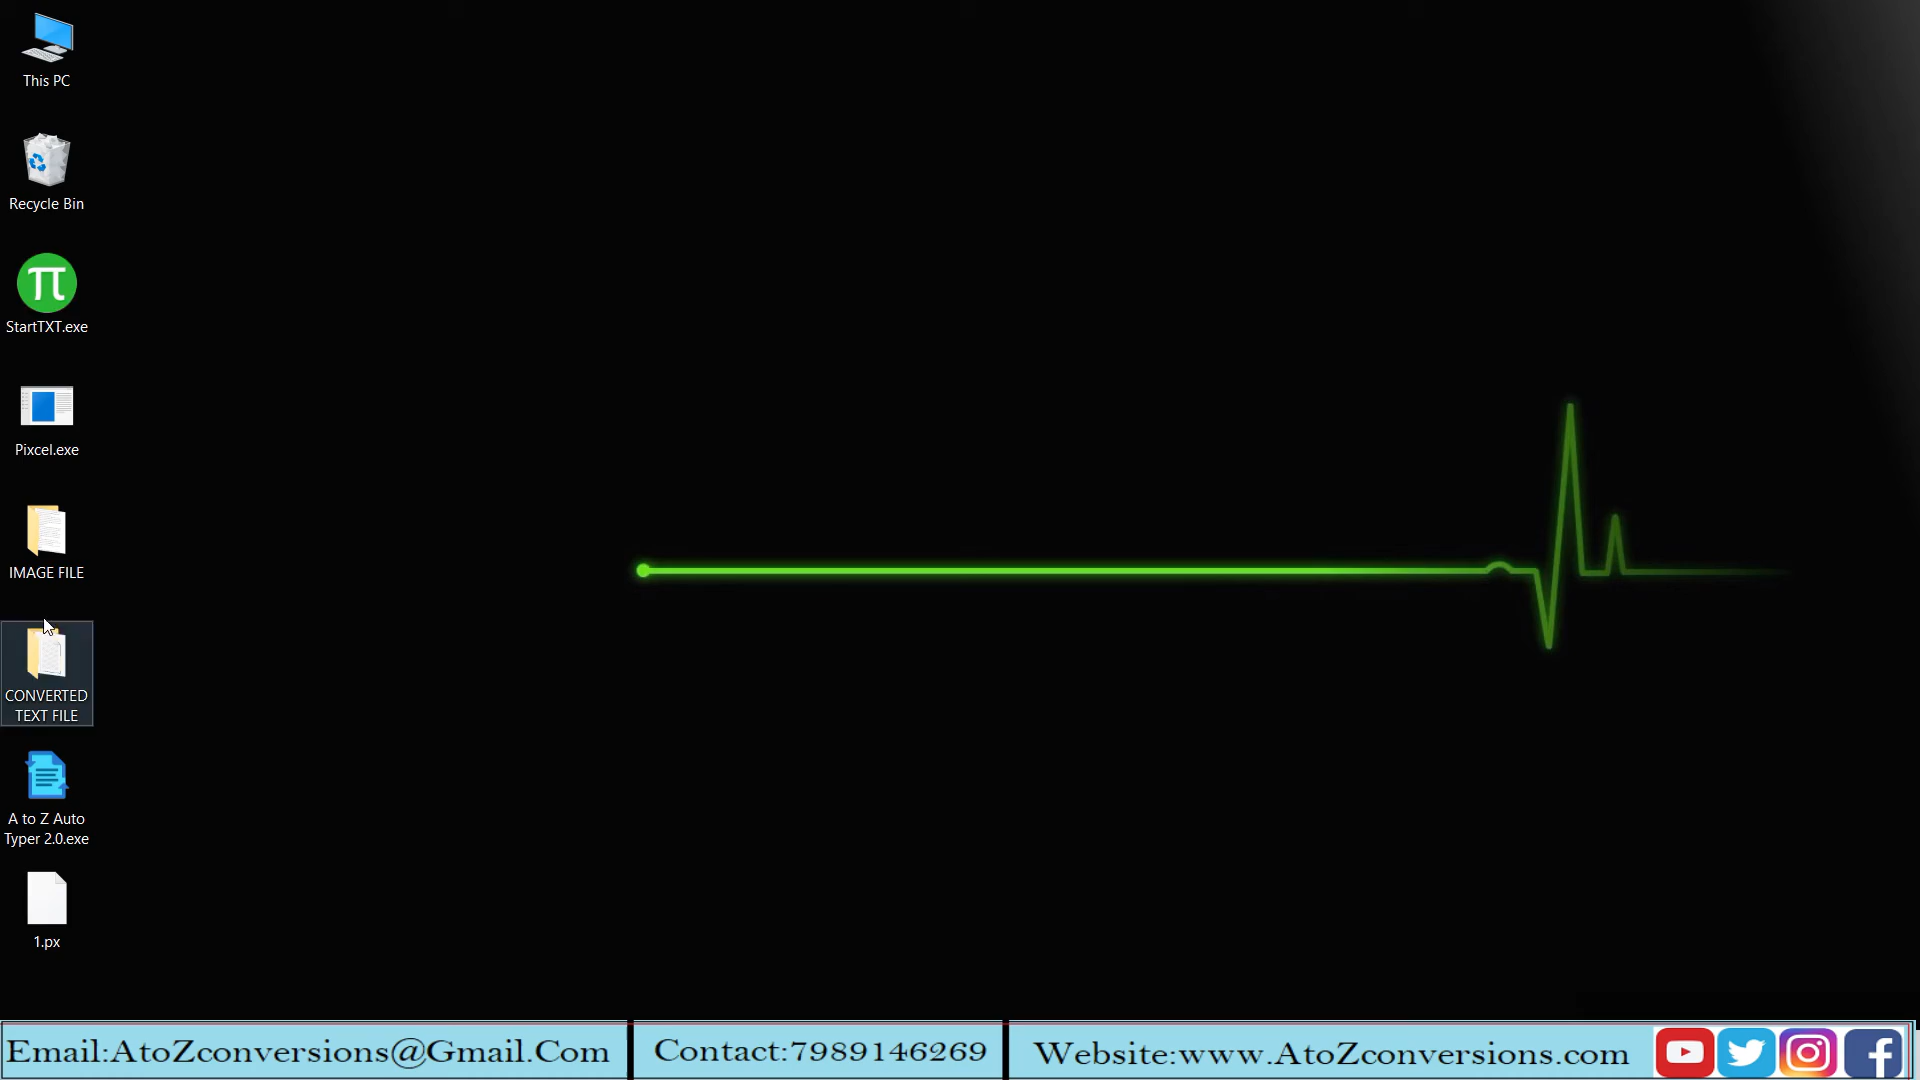 This PC
Recycle Bin
StartTXT.exe
Pixcel.exe
IMAGE FILE
CONVERTED
TEXT FILE
A to Z Auto
Typer 2.0.exe
1.px
Email:AtoZconversions@Gmail.Com
Contact:7989146269
Website:www.AtoZconversions.com